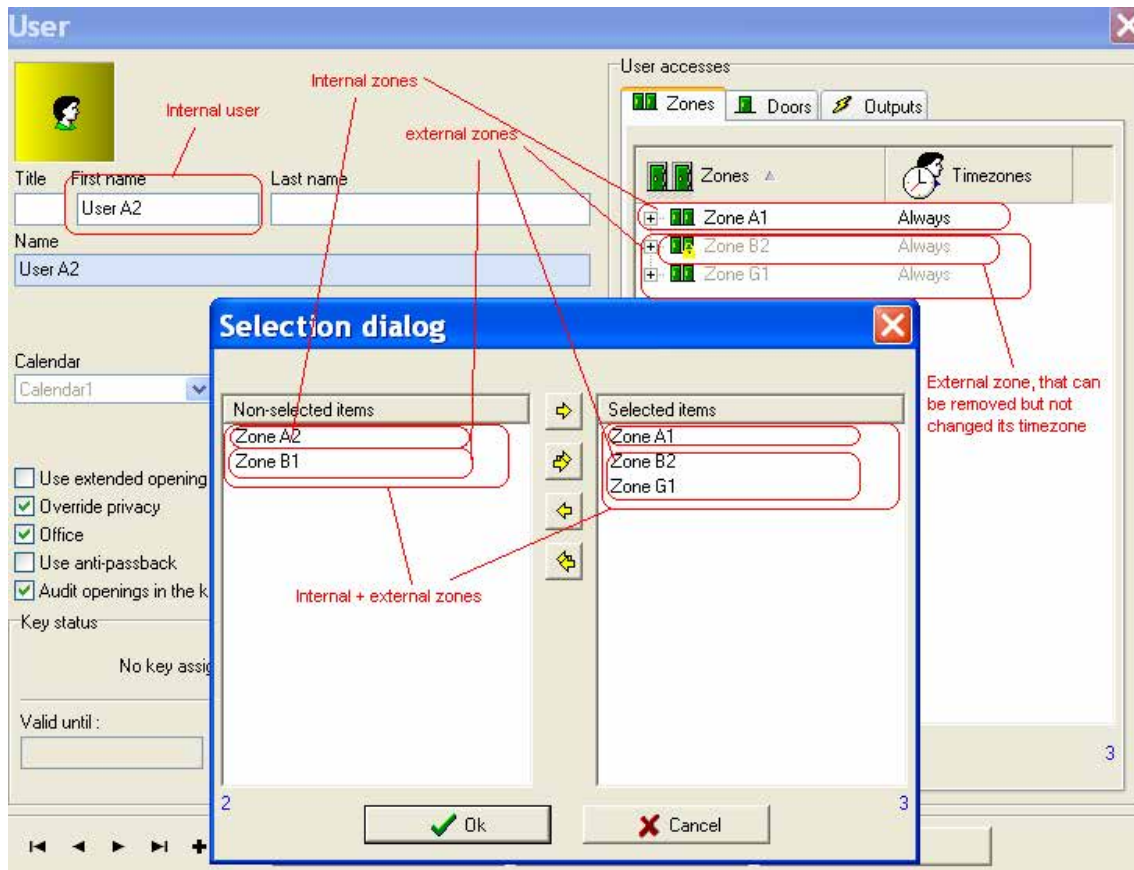 User
User accesses
Internal zones
Zones Doors Outputs
Internal user
external zones
Zones Timezones
Title First name Last name
User A2
Zone A1 Always
Name
Zone B2 Always
User A2
Zone G1 Always
Selection dialog
Calendar
Calendar1
External zone, that can
be removed but not
changed its timezone
Non-selected items
Selected items
Zone A2
Zone A1
Zone B1
Zone B2
Zone G1
Use extended opening
Override privacy
Office
Use anti-passback
Audit openings in the k
Internal + external zones
Key status
No key assig
Valid until :
3
2
3
Ok
Cancel